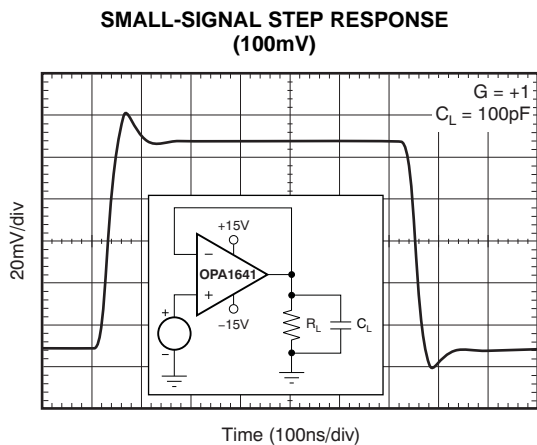 SMALL-SIGNAL STEP RESPONSE
(100mV)
G = +1
C_L = 100pF
20mV/div
+15V
−
OPA1641
+
−15V
+
−
R_L
C_L
Time (100ns/div)